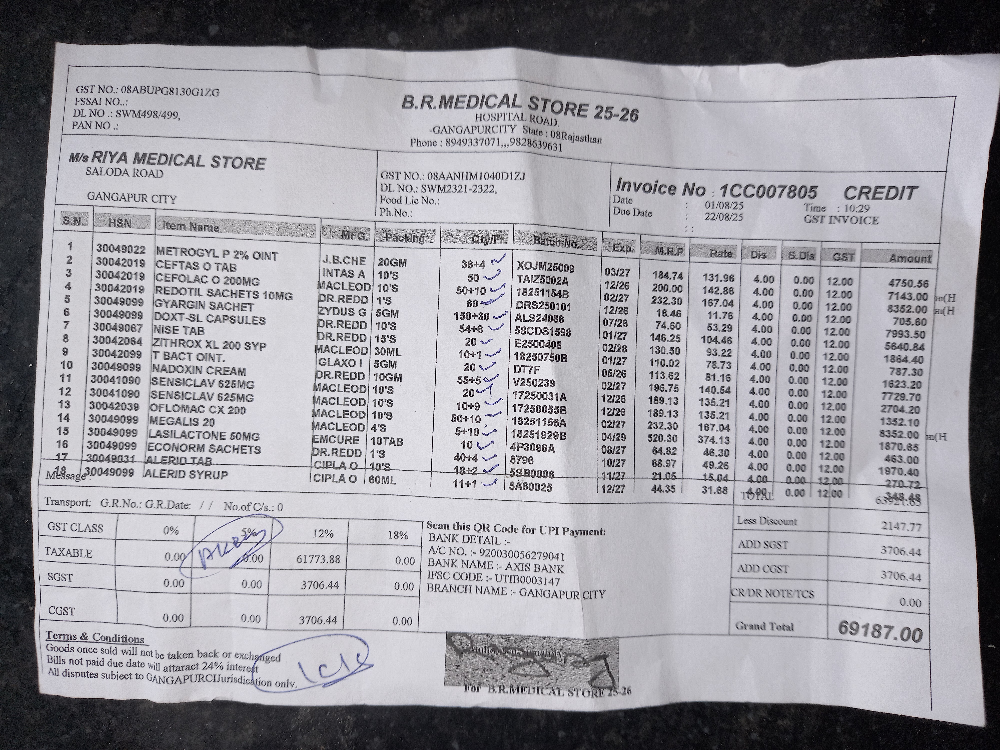 GST NO.: 08ABUPG8130G1ZG
FSSAI NO..:
DL NO .: SWM498/499,
PAN NO .:
B.R.MEDICAL STORE 25-26
HOSPITAL ROAD
GANGAPURCITY State : 08Rajasthan
Phone : 8949337071,,,9828639631
M/s RIYA MEDICAL STORE
SALODA ROAD
GANGAPUR CITY
GST NO.: 08AANHM1040D1ZJ
DL NO.: SWM2321-2322,
Food Lic No.:
Ph.No.:
Invoice No : 1CC007805 CREDIT
Date : 01/08/25 Time : 10:29
Due Date : 22/08/25 GST INVOICE
S.N. HSN Item Name MFG. Packing Qty/F. Batch No. Exp. M.R.P Rate Dis S.Dis GST Amount
1 30049022 METROGYL P 2% OINT J.B.CHE 20GM 38+4 XOJM25009 03/27 184.74 131.96 4.00 0.00 12.00 4750.56
2 30042019 CEFTAS O TAB INTAS A 10'S 50 TAIZ5002A 12/26 200.00 142.86 4.00 0.00 12.00 7143.00
3 30042019 CEFOLAC O 200MG MACLEOD 10'S 50+10 18251154B 02/27 232.30 167.04 4.00 0.00 12.00 8352.00
4 30042019 REDOTIL SACHETS 10MG DR.REDD 1'S 60 DRS250101 12/26 16.46 11.76 4.00 0.00 12.00 705.60
5 30049099 GYARGIN SACHET ZYDUS G 5GM 150+30 07/26 74.60 53.29 4.00 0.00 12.00 7993.50
6 30049099 DOXT-SL CAPSULES DR.REDD 10'S 54+6 01/27 146.25 104.46 4.00 0.00 12.00 5640.84
7 30049067 NISE TAB DR.REDD 15'S 20 E2500405 02/28 130.50 93.22 4.00 0.00 12.00 1864.40
8 30042064 ZITHROX XL 200 SYP MACLEOD 30ML 10+1 18250750B 01/27 110.02 78.73 4.00 0.00 12.00 787.30
9 30042099 T BACT OINT. GLAXO I 5GM 20 DT7F 05/26 113.62 81.16 4.00 0.00 12.00 1623.20
10 30049099 NADOXIN CREAM DR.REDD 10GM 55+5 V250239 02/27 196.75 140.54 4.00 0.00 12.00 7729.70
11 30041090 SENSICLAV 625MG MACLEOD 10'S 20 17250031A 12/26 189.13 135.21 4.00 0.00 12.00 2704.20
12 30041090 SENSICLAV 625MG MACLEOD 10'S 189.13 135.21 4.00 0.00 12.00 1352.10
13 30042039 OFLOMAC CX 200 MACLEOD 10'S 50+10 18251156A 02/27 232.30 167.04 4.00 0.00 12.00 8352.00
14 30049099 MEGALIS 20 MACLEOD 4'S 5+10 04/29 520.30 374.13 4.00 0.00 12.00 1870.65
15 30049099 LASILACTONE 50MG EMCURE 10TAB 10 4P3096A 64.82 46.30 4.00 0.00 12.00 463.00
16 30049099 ECONORM SACHETS DR.REDD 1'S 40+4 8796 10/27 68.97 49.26 4.00 0.00 12.00 1970.40
17 30049031 ALERID TAB CIPLA O 10'S 18+2 11/27 21.05 15.04 4.00 0.00 12.00 270.72
18 30049099 ALERID SYRUP CIPLA O 60ML 11+1 5A80025 12/27 44.35 31.68 4.00 0.00 12.00 348.48
Message
TOTAL
Transport: G.R.No.: G.R.Date: / / No.of C/s.: 0
GST CLASS 0% 5% 12% 18%
TAXABLE 0.00 0.00 61773.88 0.00
SGST 0.00 0.00 3706.44 0.00
CGST 0.00 0.00 3706.44 0.00
Scan this QR Code for UPI Payment:
BANK DETAIL :-
A/C NO. :- 920030056279041
BANK NAME :- AXIS BANK
IFSC CODE :- UTIB0003147
BRANCH NAME :- GANGAPUR CITY
Less Discount 2147.77
ADD SGST 3706.44
ADD CGST 3706.44
CR/DR NOTE/TCS 0.00
Grand Total 69187.00
Terms & Conditions
Goods once sold will not be taken back or exchanged
Bills not paid due date will attaract 24% interest
All disputes subject to GANGAPURCIJurisdication only.
For B.R.MEDICAL STORE 25-26